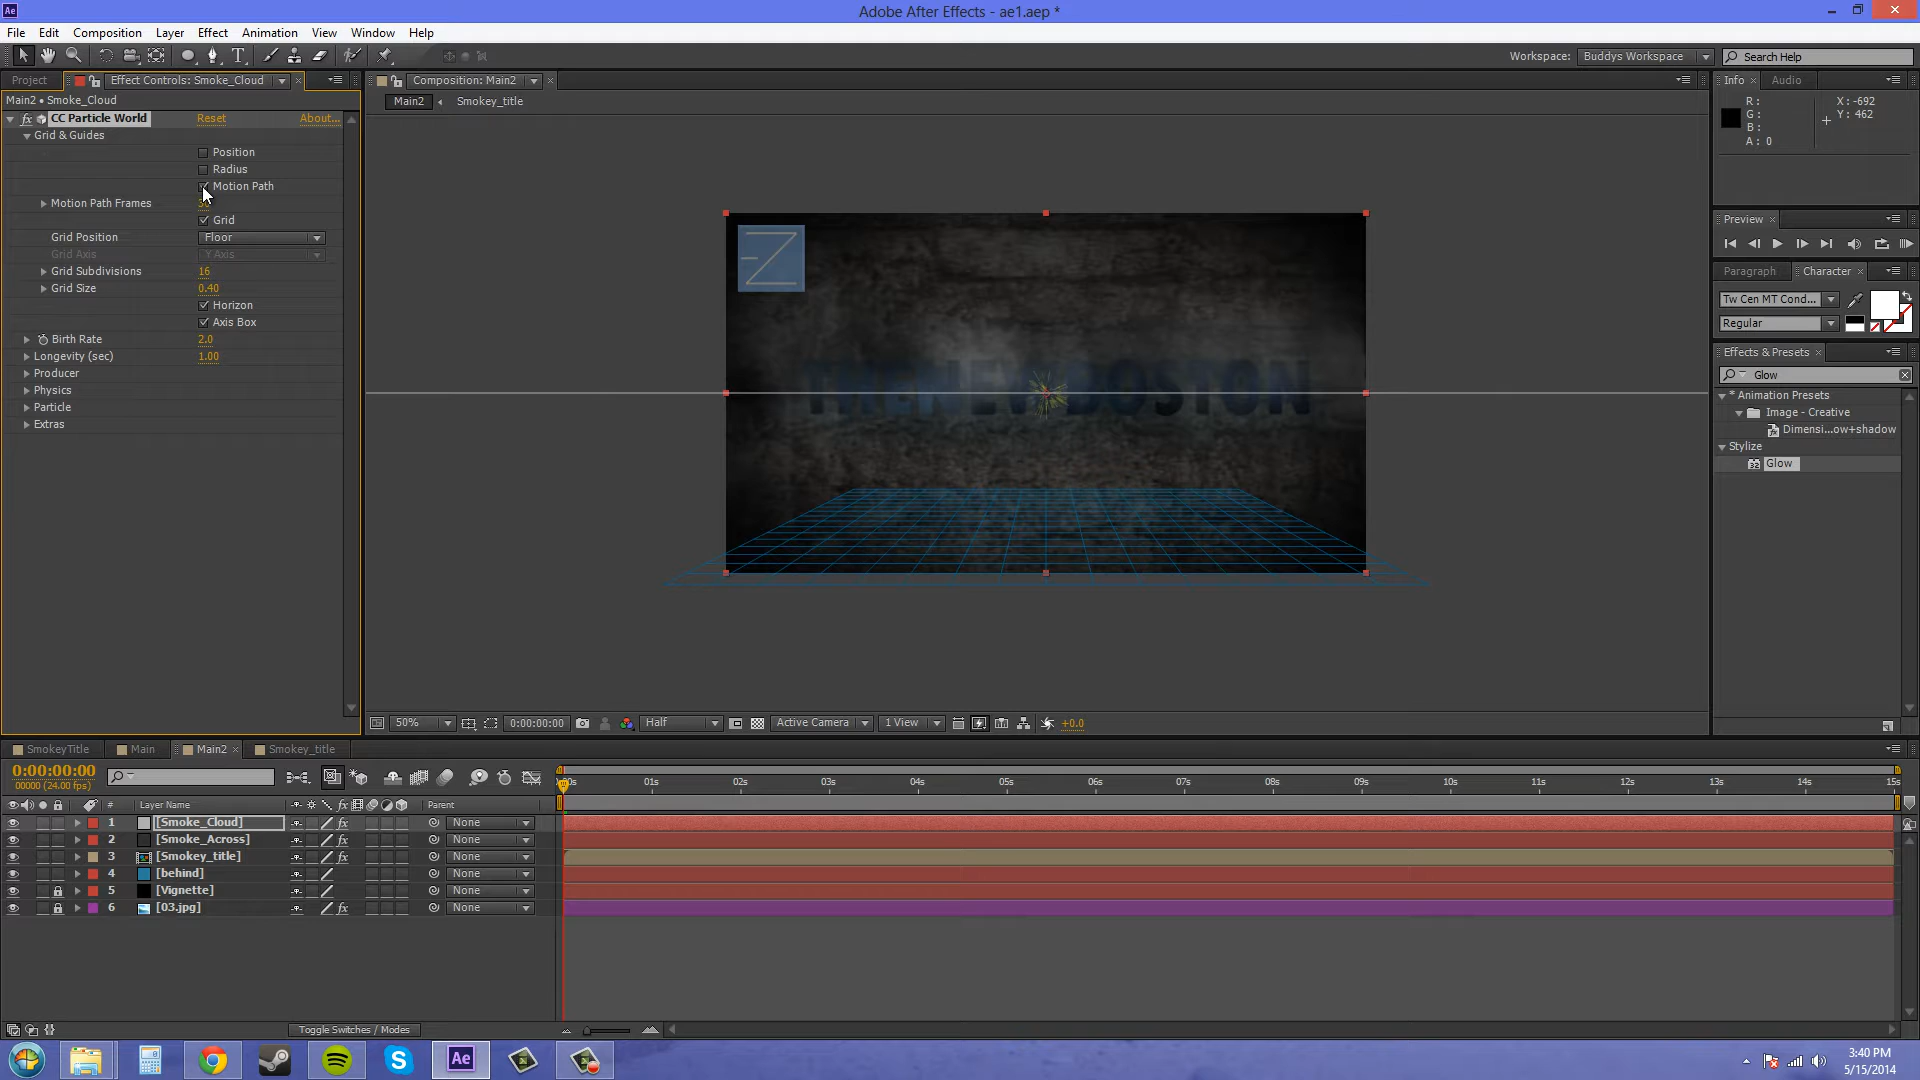 Ae
Adobe After Effects - ae1.aep *
File Edit Composition Layer Effect Animation View Window Help
Workspace: Buddys Workspace Search Help
Project Effect Controls: Smoke_Cloud
Composition: Main2
Info Audio
Main2 • Smoke_Cloud
Main2 Smokey_title
R:
G:
B:
A: 0
X: -692
Y: 462
fx CC Particle World Reset About...
Grid & Guides
Position
Radius
Motion Path
Motion Path Frames
Grid
Grid Position Floor
Grid Axis Y Axis
Grid Subdivisions 16
Grid Size 0.40
Horizon
Axis Box
Birth Rate 2.0
Longevity (sec) 1.00
Producer
Physics
Particle
Extras
Preview
Paragraph Character
Tw Cen MT Cond...
Regular
Effects & Presets
Glow
* Animation Presets
Image - Creative
Dimensi...ow+shadow
Stylize
Glow
BOSTON
50% 0:00:00:00 Half Active Camera 1 View +0.0
SmokeyTitle Main Main2 Smokey_title
0:00:00:00
00000 (24.00 fps)
01s 02s 03s 04s 05s 06s 07s 08s 09s 10s 11s 12s 13s 14s 15s
# Layer Name fx Parent
1 [Smoke_Cloud] fx None
2 [Smoke_Across] fx None
3 [Smokey_title] fx None
4 [behind] None
5 [Vignette] None
6 [03.jpg] fx None
Toggle Switches / Modes
Ae
3:40 PM
5/15/2014